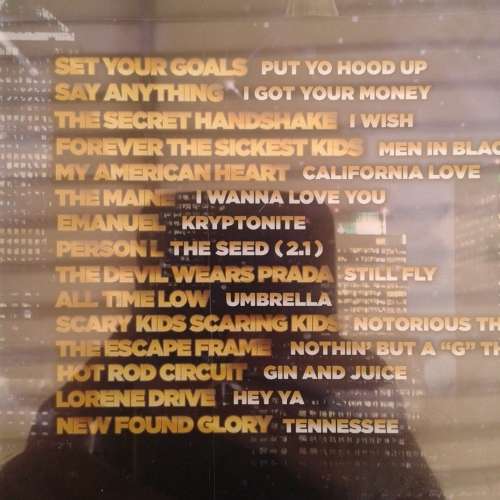 SET YOUR GOALS PUT YO HOOD UP
SAY ANYTHING I GOT YOUR MONEY
THE SECRET HANDSHAKE I WISH
FOREVER THE SICKEST KIDS MEN IN BLAC
MY AMERICAN HEART CALIFORNIA LOVE
THE MAINE I WANNA LOVE YOU
EMANUEL KRYPTONITE
PERSON L THE SEED (2.1)
THE DEVIL WEARS PRADA STILL FLY
ALL TIME LOW UMBRELLA
SCARY KIDS SCARING KIDS NOTORIOUS TH
THE ESCAPE FRAME NOTHIN' BUT A "G" TH
HOT ROD CIRCUIT GIN AND JUICE
LORENE DRIVE HEY YA
NEW FOUND GLORY TENNESSEE